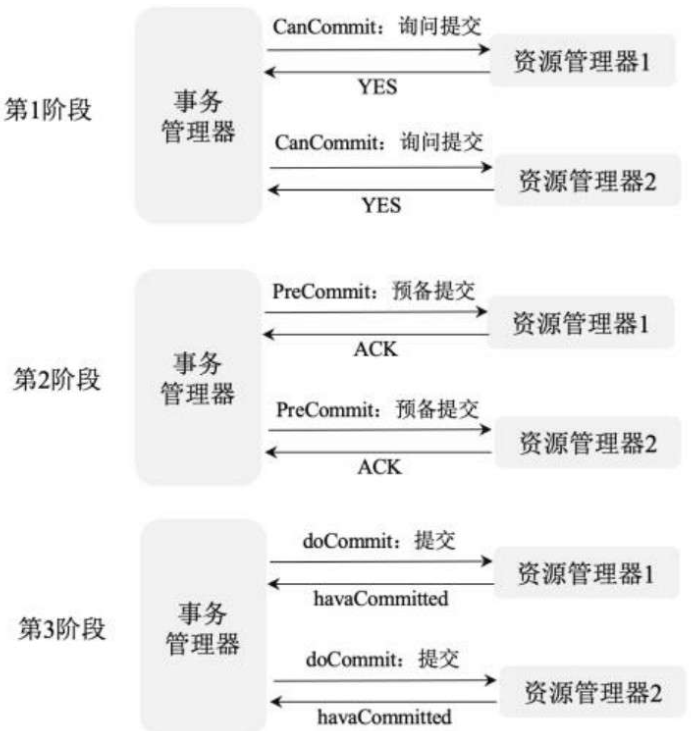 CanCommit：询问提交
资源管理器1
YES
第1阶段
事务
管理器
CanCommit：询问提交
资源管理器2
YES
PreCommit：预备提交
资源管理器1
ACK
第2阶段
事务
管理器
PreCommit：预备提交
资源管理器2
ACK
doCommit：提交
资源管理器1
havaCommitted
第3阶段
事务
管理器
doCommit：提交
资源管理器2
havaCommitted